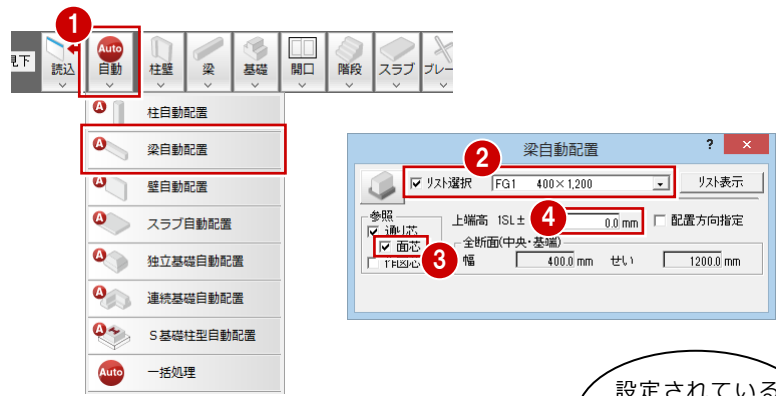 1
見下
読込
Auto
自動
柱壁
梁
基礎
開口
階段
スラブ
ブレー
A 柱自動配置
A 梁自動配置
A 壁自動配置
A スラブ自動配置
A 独立基礎自動配置
A 連続基礎自動配置
A S基礎柱型自動配置
Auto 一括処理
梁自動配置 ? ×
2
リスト選択 FG1 400×1,200 リスト表示
参照 上端高 1SL± 4 0.0 mm 配置方向指定
通り芯
面芯 3 全断面(中央・基端)
作図芯 幅 400.0 mm せい 1200.0 mm
設定されている